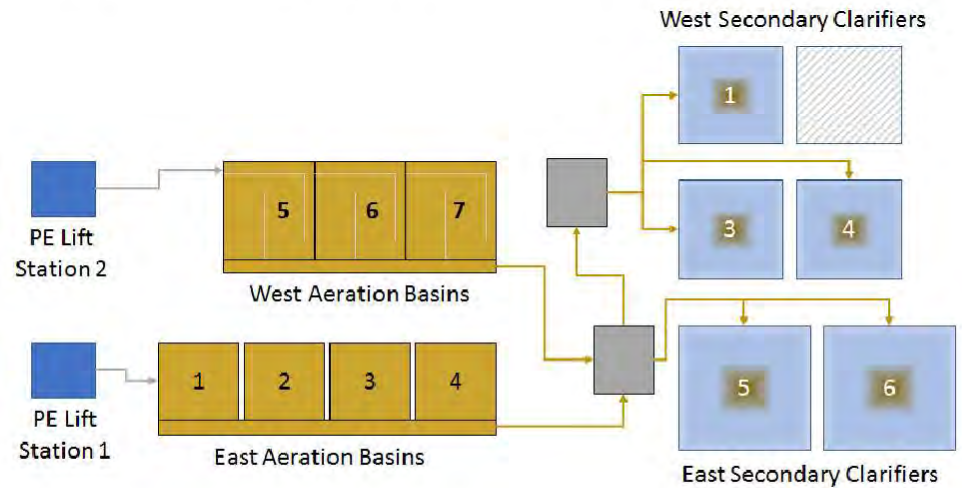 West Secondary Clarifiers
1
5 6 7
3 4
PE Lift
Station 2
West Aeration Basins
1 2 3 4
5 6
PE Lift
Station 1
East Aeration Basins
East Secondary Clarifiers